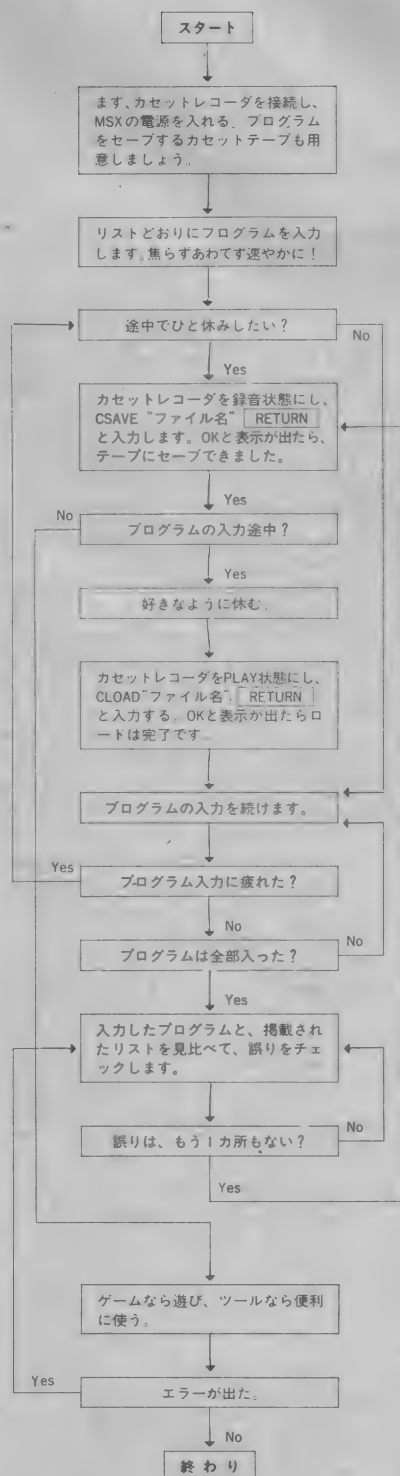 スタート
まず、カセットレコーダを接続し、
MSXの電源を入れる。プログラム
をセーブするカセットテープも用
意しましょう。
リストどおりにプログラムを入力
します。焦らずあわてず速やかに！
途中でひと休みしたい？
No
Yes
カセットレコーダを録音状態にし、
CSAVE "ファイル名" RETURN
と入力します。OKと表示が出たら、
テープにセーブできました。
Yes
No
プログラムの入力途中？
Yes
好きなように休む。
カセットレコーダをPLAY状態にし、
CLOAD"ファイル名" RETURN
と入力する。OKと表示が出たらロ
ードは完了です
プログラムの入力を続けます。
Yes
プログラム入力に疲れた？
No
プログラムは全部入った？
No
Yes
入力したプログラムと、掲載され
たリストを見比べて、誤りをチェ
ックします。
誤りは、もう1カ所もない？
No
Yes
ゲームなら遊び、ツールなら便利
に使う。
Yes
エラーが出た。
No
終わり